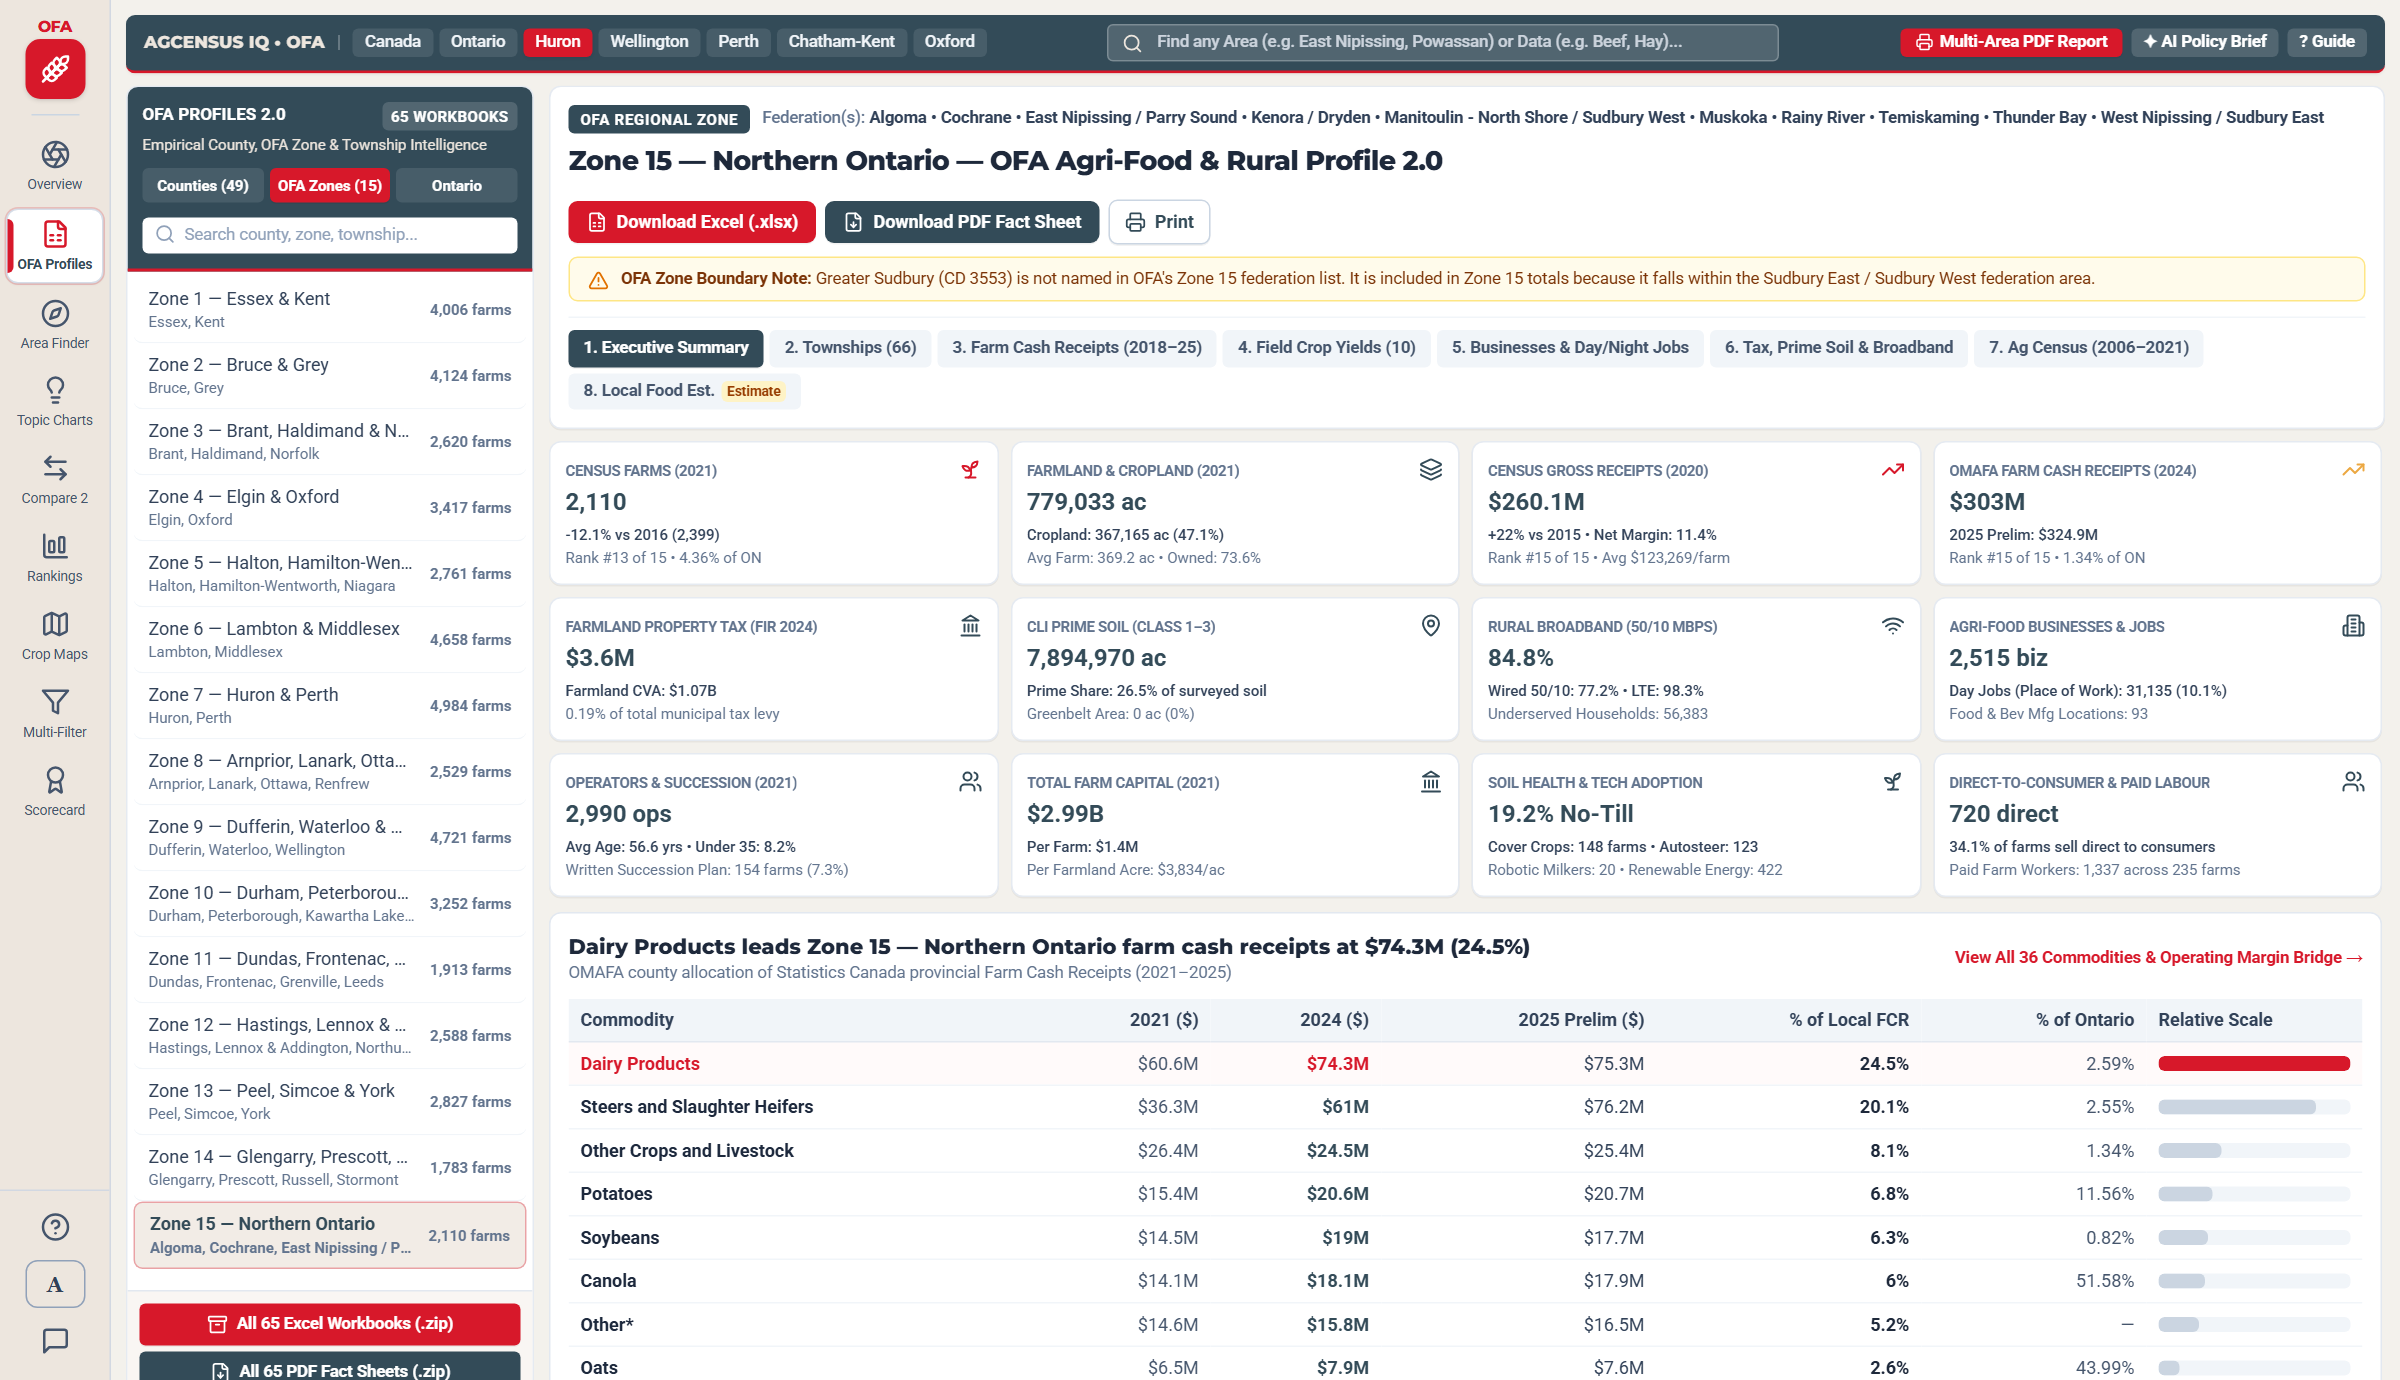 OFA
Overview
OFA Profiles
Area Finder
Topic Charts
Compare 2
Rankings
Crop Maps
Multi-Filter
Scorecard
A
AGCENSUS IQ • OFA | Canada Ontario Huron Wellington Perth Chatham-Kent Oxford
Find any Area (e.g. East Nipissing, Powassan) or Data (e.g. Beef, Hay)...
Multi-Area PDF Report ✦ AI Policy Brief ? Guide
OFA PROFILES 2.0 65 WORKBOOKS
Empirical County, OFA Zone & Township Intelligence
Counties (49) OFA Zones (15) Ontario
Search county, zone, township...
Zone 1 — Essex & Kent
Essex, Kent
4,006 farms
Zone 2 — Bruce & Grey
Bruce, Grey
4,124 farms
Zone 3 — Brant, Haldimand & N...
Brant, Haldimand, Norfolk
2,620 farms
Zone 4 — Elgin & Oxford
Elgin, Oxford
3,417 farms
Zone 5 — Halton, Hamilton-Wen...
Halton, Hamilton-Wentworth, Niagara
2,761 farms
Zone 6 — Lambton & Middlesex
Lambton, Middlesex
4,658 farms
Zone 7 — Huron & Perth
Huron, Perth
4,984 farms
Zone 8 — Arnprior, Lanark, Otta...
Arnprior, Lanark, Ottawa, Renfrew
2,529 farms
Zone 9 — Dufferin, Waterloo & ...
Dufferin, Waterloo, Wellington
4,721 farms
Zone 10 — Durham, Peterborou...
Durham, Peterborough, Kawartha Lake...
3,252 farms
Zone 11 — Dundas, Frontenac, ...
Dundas, Frontenac, Grenville, Leeds
1,913 farms
Zone 12 — Hastings, Lennox & ...
Hastings, Lennox & Addington, Northu...
2,588 farms
Zone 13 — Peel, Simcoe & York
Peel, Simcoe, York
2,827 farms
Zone 14 — Glengarry, Prescott, ...
Glengarry, Prescott, Russell, Stormont
1,783 farms
Zone 15 — Northern Ontario
Algoma, Cochrane, East Nipissing / P...
2,110 farms
All 65 Excel Workbooks (.zip)
All 65 PDF Fact Sheets (.zip)
OFA REGIONAL ZONE Federation(s): Algoma • Cochrane • East Nipissing / Parry Sound • Kenora / Dryden • Manitoulin - North Shore / Sudbury West • Muskoka • Rainy River • Temiskaming • Thunder Bay • West Nipissing / Sudbury East
Zone 15 — Northern Ontario — OFA Agri-Food & Rural Profile 2.0
Download Excel (.xlsx) Download PDF Fact Sheet Print
OFA Zone Boundary Note: Greater Sudbury (CD 3553) is not named in OFA's Zone 15 federation list. It is included in Zone 15 totals because it falls within the Sudbury East / Sudbury West federation area.
1. Executive Summary 2. Townships (66) 3. Farm Cash Receipts (2018–25) 4. Field Crop Yields (10) 5. Businesses & Day/Night Jobs 6. Tax, Prime Soil & Broadband 7. Ag Census (2006–2021)
8. Local Food Est. Estimate
CENSUS FARMS (2021)
2,110
-12.1% vs 2016 (2,399)
Rank #13 of 15 • 4.36% of ON
FARMLAND & CROPLAND (2021)
779,033 ac
Cropland: 367,165 ac (47.1%)
Avg Farm: 369.2 ac • Owned: 73.6%
CENSUS GROSS RECEIPTS (2020)
$260.1M
+22% vs 2015 • Net Margin: 11.4%
Rank #15 of 15 • Avg $123,269/farm
OMAFA FARM CASH RECEIPTS (2024)
$303M
2025 Prelim: $324.9M
Rank #15 of 15 • 1.34% of ON
FARMLAND PROPERTY TAX (FIR 2024)
$3.6M
Farmland CVA: $1.07B
0.19% of total municipal tax levy
CLI PRIME SOIL (CLASS 1–3)
7,894,970 ac
Prime Share: 26.5% of surveyed soil
Greenbelt Area: 0 ac (0%)
RURAL BROADBAND (50/10 MBPS)
84.8%
Wired 50/10: 77.2% • LTE: 98.3%
Underserved Households: 56,383
AGRI-FOOD BUSINESSES & JOBS
2,515 biz
Day Jobs (Place of Work): 31,135 (10.1%)
Food & Bev Mfg Locations: 93
OPERATORS & SUCCESSION (2021)
2,990 ops
Avg Age: 56.6 yrs • Under 35: 8.2%
Written Succession Plan: 154 farms (7.3%)
TOTAL FARM CAPITAL (2021)
$2.99B
Per Farm: $1.4M
Per Farmland Acre: $3,834/ac
SOIL HEALTH & TECH ADOPTION
19.2% No-Till
Cover Crops: 148 farms • Autosteer: 123
Robotic Milkers: 20 • Renewable Energy: 422
DIRECT-TO-CONSUMER & PAID LABOUR
720 direct
34.1% of farms sell direct to consumers
Paid Farm Workers: 1,337 across 235 farms
Dairy Products leads Zone 15 — Northern Ontario farm cash receipts at $74.3M (24.5%)
OMAFA county allocation of Statistics Canada provincial Farm Cash Receipts (2021–2025)
View All 36 Commodities & Operating Margin Bridge →
Commodity 2021 ($) 2024 ($) 2025 Prelim ($) % of Local FCR % of Ontario Relative Scale
Dairy Products $60.6M $74.3M $75.3M 24.5% 2.59%
Steers and Slaughter Heifers $36.3M $61M $76.2M 20.1% 2.55%
Other Crops and Livestock $26.4M $24.5M $25.4M 8.1% 1.34%
Potatoes $15.4M $20.6M $20.7M 6.8% 11.56%
Soybeans $14.5M $19M $17.7M 6.3% 0.82%
Canola $14.1M $18.1M $17.9M 6% 51.58%
Other* $14.6M $15.8M $16.5M 5.2% —
Oats $6.5M $7.9M $7.6M 2.6% 43.99%